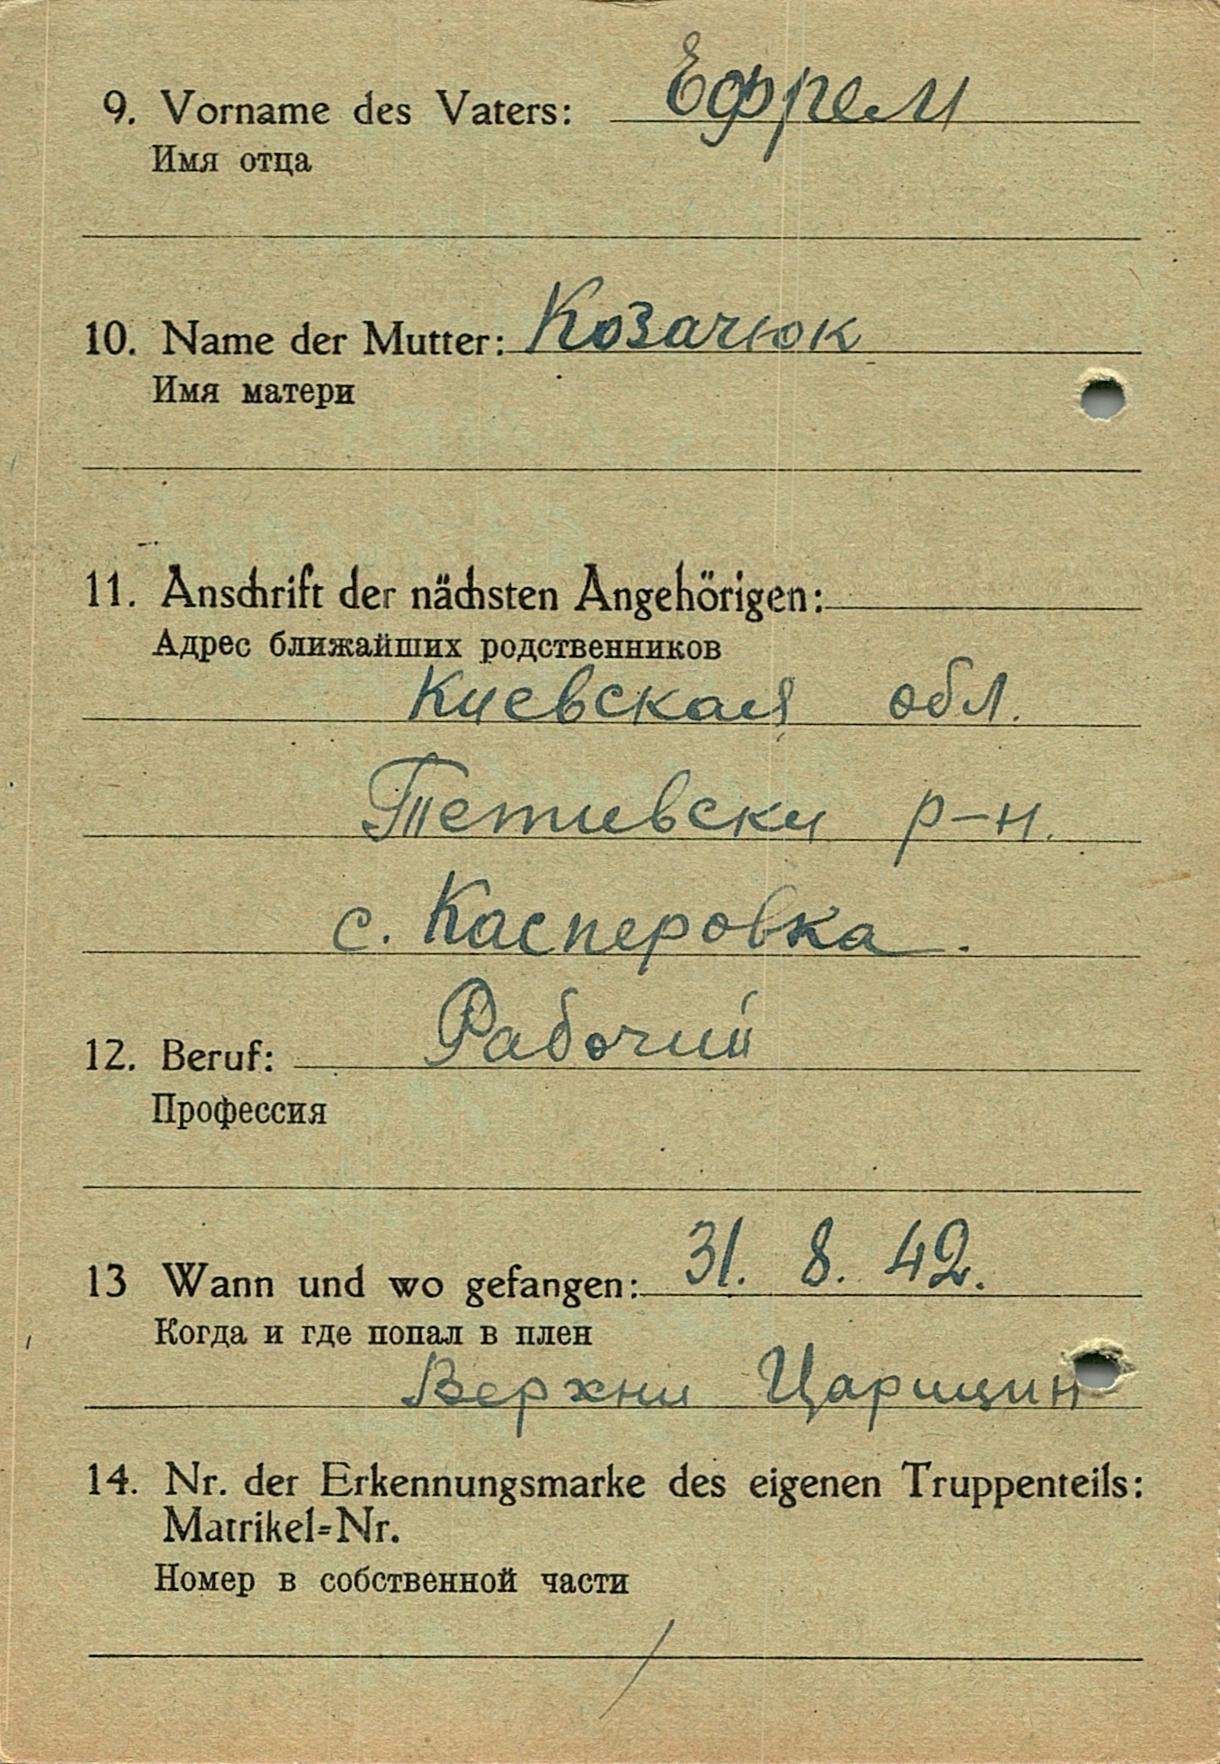 9. Vorname des Vaters: Ефрем
Имя отца
10. Name der Mutter: Козачюк
Имя матери
11. Anschrift der nächsten Angehörigen:
Адрес ближайших родственников
Киевская обл.
Тетиевски р-н.
с. Касперовка.
12. Beruf: Рабочий
Профессия
13 Wann und wo gefangen: 31. 8. 42.
Когда и где попал в плен
Верхни Царицин
14. Nr. der Erkennungsmarke des eigenen Truppenteils:
Matrikel=Nr.
Номер в собственной части
/